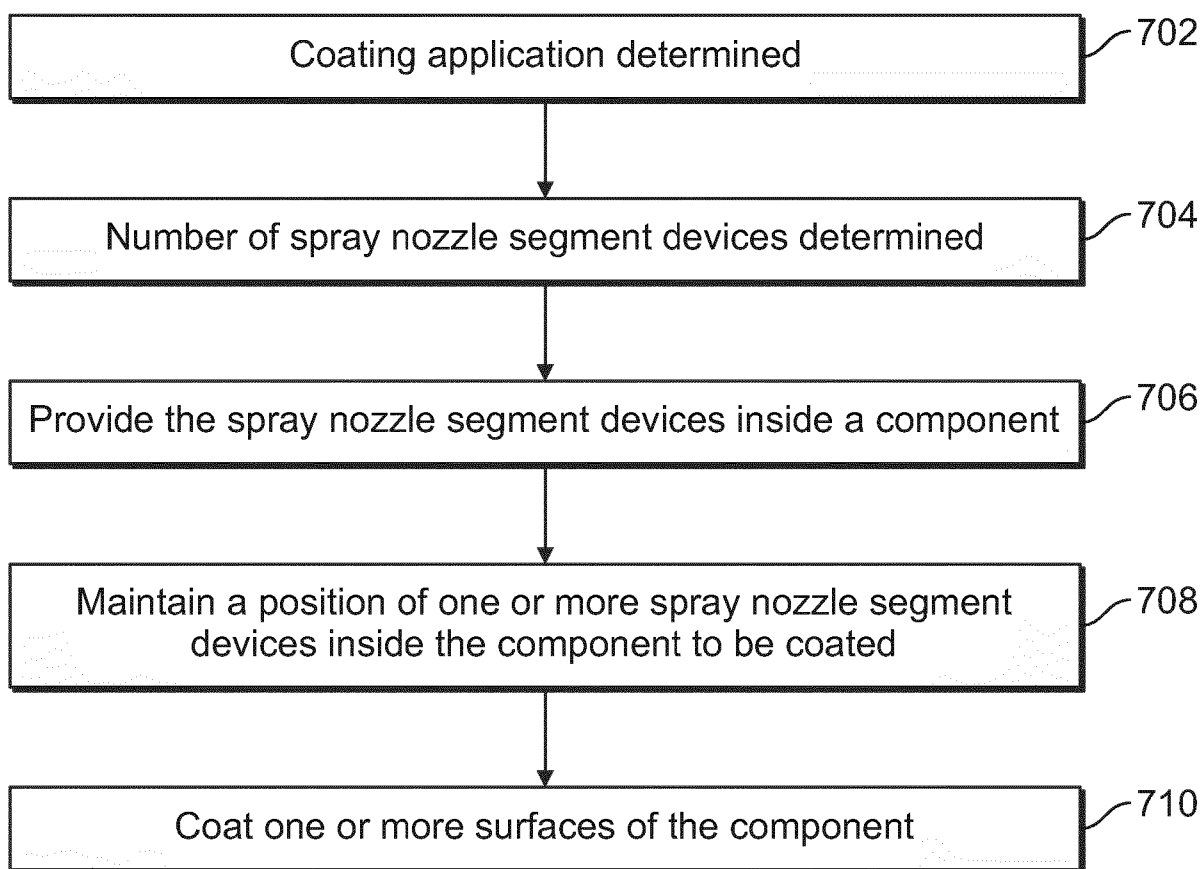 Coating application determined
702
Number of spray nozzle segment devices determined
704
Provide the spray nozzle segment devices inside a component
706
Maintain a position of one or more spray nozzle segment
devices inside the component to be coated
708
Coat one or more surfaces of the component
710